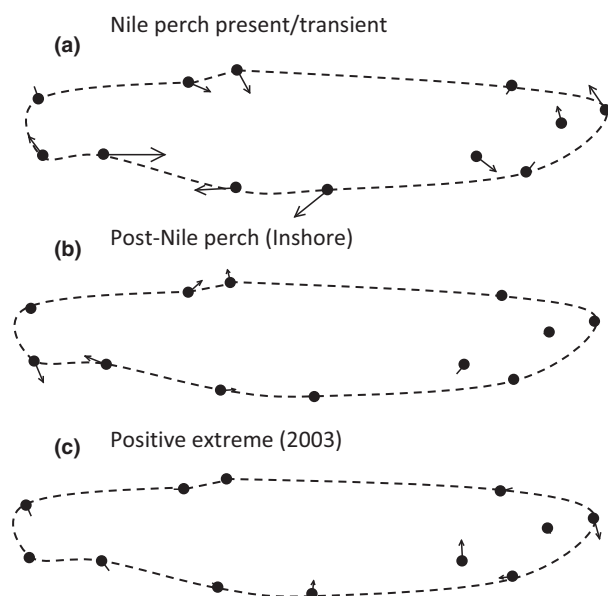 (a) Nile perch present/transient
(b) Post-Nile perch (Inshore)
(c) Positive extreme (2003)